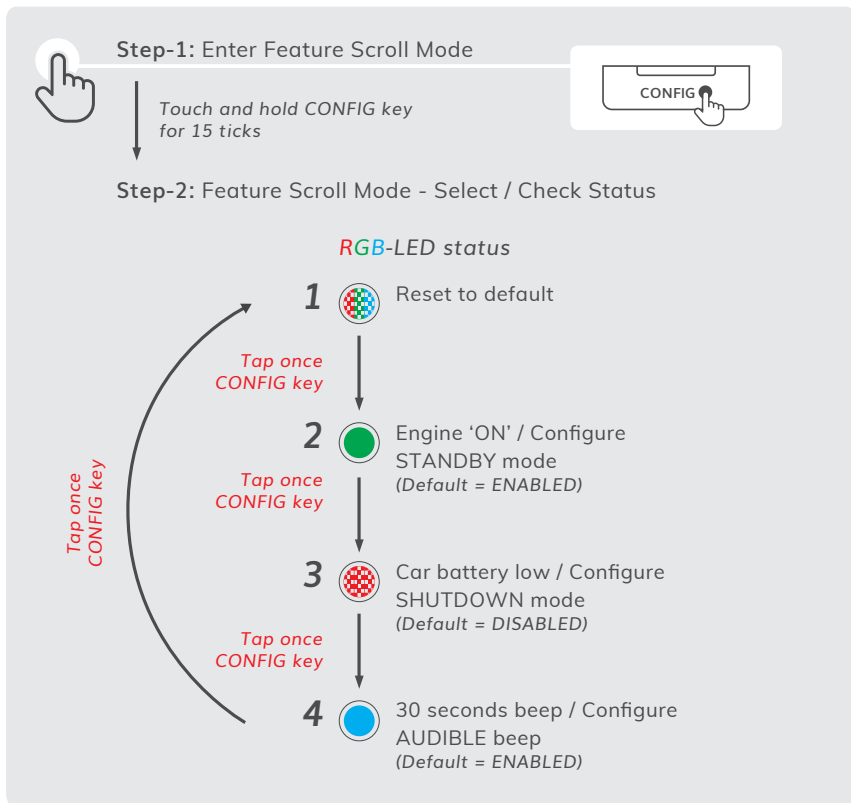 Step-1: Enter Feature Scroll Mode
CONFIG
Touch and hold CONFIG key
for 15 ticks
Step-2: Feature Scroll Mode - Select / Check Status
RGB-LED status
1
Reset to default
Tap once
CONFIG key
2
Engine ‘ON’ / Configure
STANDBY mode
(Default = ENABLED)
Tap once
CONFIG key
Tap once
CONFIG key
3
Car battery low / Configure
SHUTDOWN mode
(Default = DISABLED)
Tap once
CONFIG key
4
30 seconds beep / Configure
AUDIBLE beep
(Default = ENABLED)